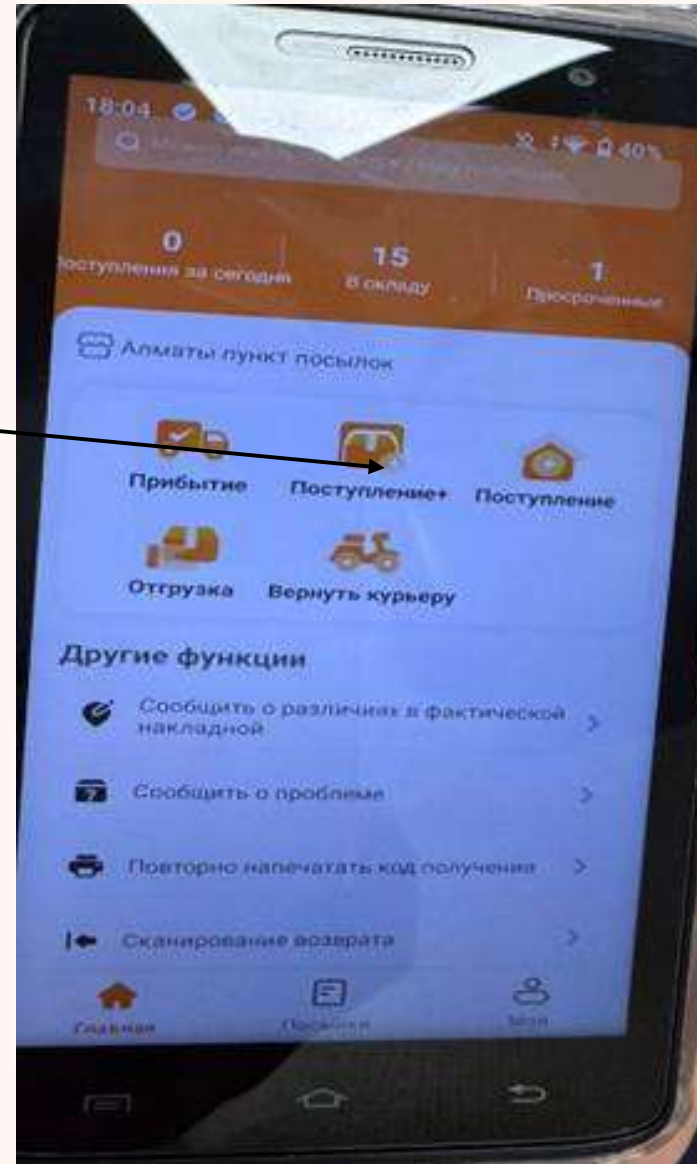 18:04
40%
0
15
1
Поступления за сегодня
В складу
Просроченные
Алматы пункт посылок
Прибытие
Поступление+
Поступление
Отгрузка
Вернуть курьеру
Другие функции
Сообщить о различиях в фактической
накладной
Сообщить о проблеме
Повторно напечатать код получения
Сканирование возврата
Главная
Посылки
Мой